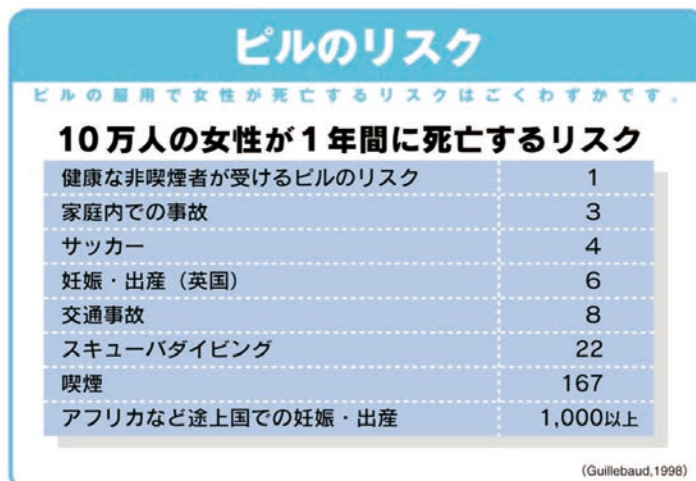 ピルのリスク
ピルの服用で女性が死亡するリスクはごくわずかです。
10万人の女性が1年間に死亡するリスク
健康な非喫煙者が受けるピルのリスク 1
家庭内での事故 3
サッカー 4
妊娠・出産（英国） 6
交通事故 8
スキューバダイビング 22
喫煙 167
アフリカなど途上国での妊娠・出産 1,000以上
(Guillebaud,1998)